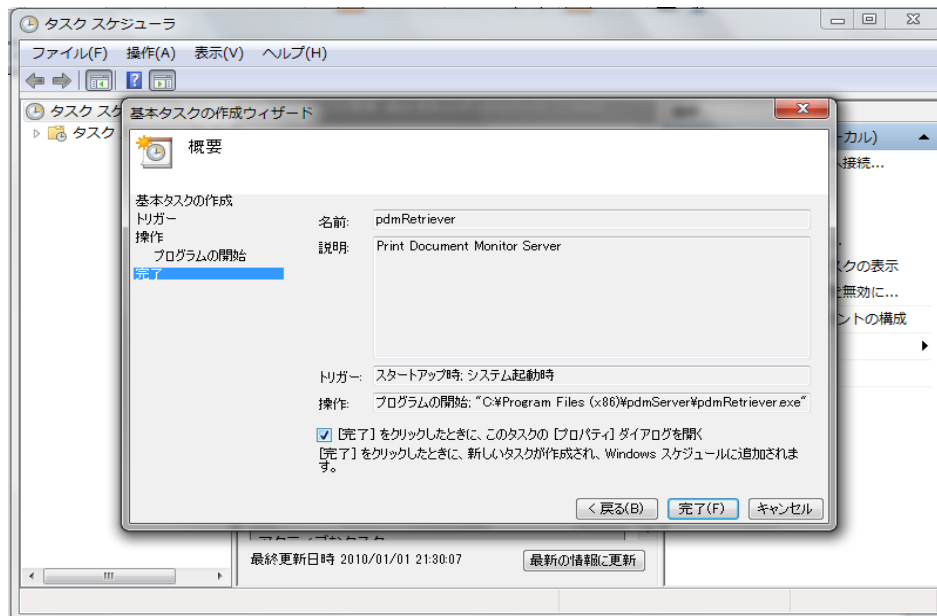 タスク スケジューラ
ファイル(F) 操作(A) 表示(V) ヘルプ(H)
タスク スケ
タスク
基本タスクの作成ウィザード
概要
基本タスクの作成
トリガー
操作
プログラムの開始
完了
名前: pdmRetriever
説明: Print Document Monitor Server
トリガー: スタートアップ時; システム起動時
操作: プログラムの開始; "C:¥Program Files (x86)¥pdmServer¥pdmRetriever.exe"
[完了] をクリックしたときに、このタスクの [プロパティ] ダイアログを開く
[完了] をクリックしたときに、新しいタスクが作成され、Windows スケジュールに追加されま
す。
< 戻る(B) 完了(F) キャンセル
ーカル)
接続...
スクの表示
無効に...
ントの構成
アクティブなタスク
最終更新日時 2010/01/01 21:30:07 最新の情報に更新